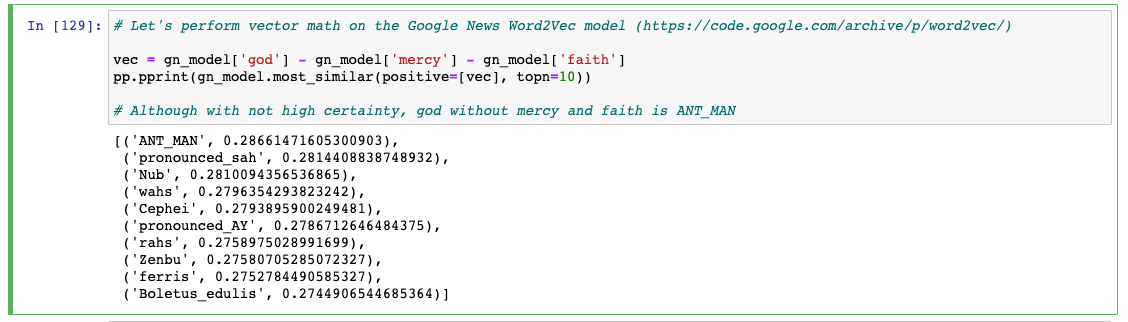 In [129]: # Let's perform vector math on the Google News Word2Vec model (https://code.google.com/archive/p/word2vec/)
vec = gn_model['god'] - gn_model['mercy'] - gn_model['faith']
pp.pprint(gn_model.most_similar(positive=[vec], topn=10))
# Although with not high certainty, god without mercy and faith is ANT_MAN
[('ANT_MAN', 0.28661471605300903),
('pronounced_sah', 0.2814408838748932),
('Nub', 0.2810094356536865),
('wahs', 0.2796354293823242),
('Cephei', 0.2793895900249481),
('pronounced_AY', 0.2786712646484375),
('rahs', 0.2758975028991699),
('Zenbu', 0.27580705285072327),
('ferris', 0.2752784490585327),
('Boletus_edulis', 0.2744906544685364)]